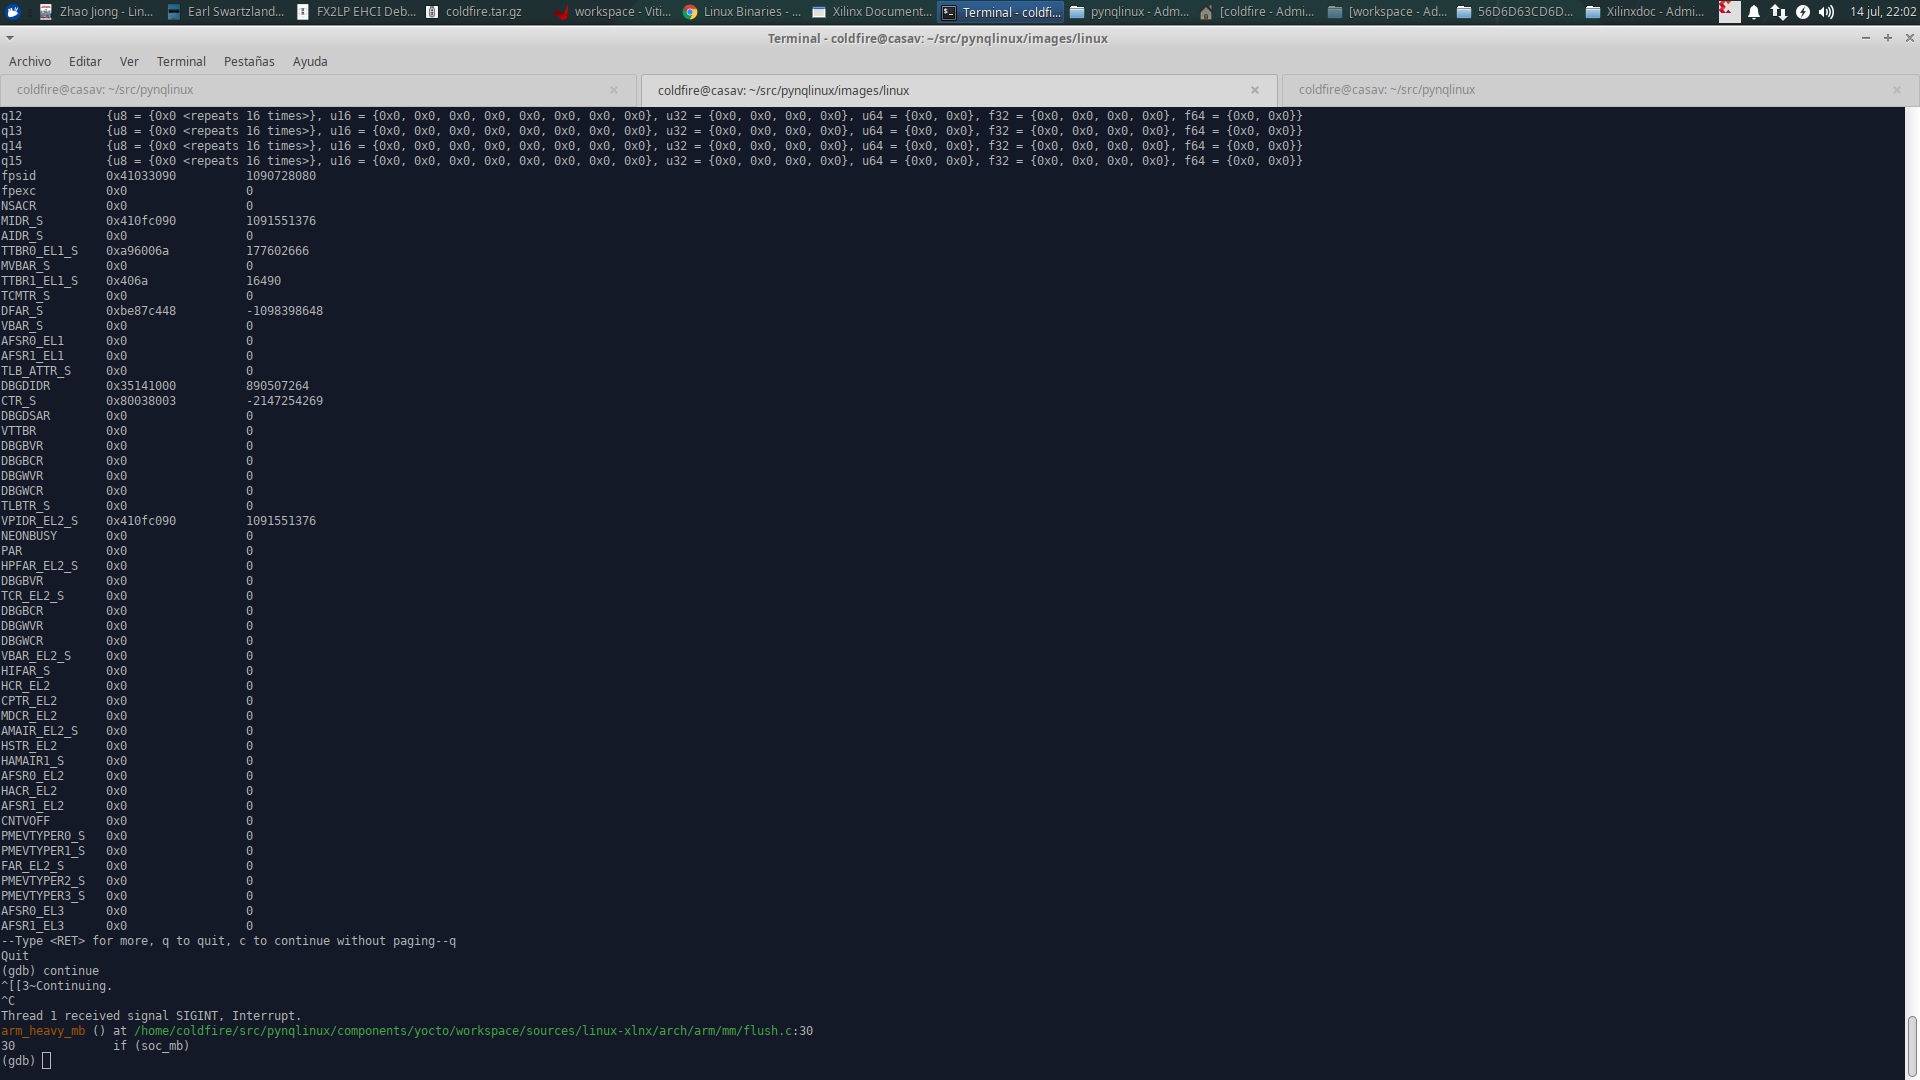 Zhao Jiong - Lin...
Earl Swartzland...
FX2LP EHCI Deb...
coldfire.tar.gz
workspace - Viti...
Linux Binaries - ...
Xilinx Document...
Terminal - coldfi...
pynqlinux - Adm...
[coldfire - Admi...
[workspace - Ad...
56D6D63CD6D...
Xilinxdoc - Admi...
14 jul, 22:02
Terminal - coldfire@casav: ~/src/pynqlinux/images/linux
Archivo Editar Ver Terminal Pestañas Ayuda
coldfire@casav: ~/src/pynqlinux
coldfire@casav: ~/src/pynqlinux/images/linux
coldfire@casav: ~/src/pynqlinux
q12 {u8 = {0x0 <repeats 16 times>}, u16 = {0x0, 0x0, 0x0, 0x0, 0x0, 0x0, 0x0, 0x0}, u32 = {0x0, 0x0, 0x0, 0x0}, u64 = {0x0, 0x0}, f32 = {0x0, 0x0, 0x0, 0x0}, f64 = {0x0, 0x0}}
q13 {u8 = {0x0 <repeats 16 times>}, u16 = {0x0, 0x0, 0x0, 0x0, 0x0, 0x0, 0x0, 0x0}, u32 = {0x0, 0x0, 0x0, 0x0}, u64 = {0x0, 0x0}, f32 = {0x0, 0x0, 0x0, 0x0}, f64 = {0x0, 0x0}}
q14 {u8 = {0x0 <repeats 16 times>}, u16 = {0x0, 0x0, 0x0, 0x0, 0x0, 0x0, 0x0, 0x0}, u32 = {0x0, 0x0, 0x0, 0x0}, u64 = {0x0, 0x0}, f32 = {0x0, 0x0, 0x0, 0x0}, f64 = {0x0, 0x0}}
q15 {u8 = {0x0 <repeats 16 times>}, u16 = {0x0, 0x0, 0x0, 0x0, 0x0, 0x0, 0x0, 0x0}, u32 = {0x0, 0x0, 0x0, 0x0}, u64 = {0x0, 0x0}, f32 = {0x0, 0x0, 0x0, 0x0}, f64 = {0x0, 0x0}}
fpsid 0x41033090 1090728080
fpexc 0x0 0
NSACR 0x0 0
MIDR_S 0x410fc090 1091551376
AIDR_S 0x0 0
TTBR0_EL1_S 0xa96006a 177602666
MVBAR_S 0x0 0
TTBR1_EL1_S 0x406a 16490
TCMTR_S 0x0 0
DFAR_S 0xbe87c448 -1098398648
VBAR_S 0x0 0
AFSR0_EL1 0x0 0
AFSR1_EL1 0x0 0
TLB_ATTR_S 0x0 0
DBGDIDR 0x35141000 890507264
CTR_S 0x80038003 -2147254269
DBGDSAR 0x0 0
VTTBR 0x0 0
DBGBVR 0x0 0
DBGBCR 0x0 0
DBGWVR 0x0 0
DBGWCR 0x0 0
TLBTR_S 0x0 0
VPIDR_EL2_S 0x410fc090 1091551376
NEONBUSY 0x0 0
PAR 0x0 0
HPFAR_EL2_S 0x0 0
DBGBVR 0x0 0
TCR_EL2_S 0x0 0
DBGBCR 0x0 0
DBGWVR 0x0 0
DBGWCR 0x0 0
VBAR_EL2_S 0x0 0
HIFAR_S 0x0 0
HCR_EL2 0x0 0
CPTR_EL2 0x0 0
MDCR_EL2 0x0 0
AMAIR_EL2_S 0x0 0
HSTR_EL2 0x0 0
HAMAIR1_S 0x0 0
AFSR0_EL2 0x0 0
HACR_EL2 0x0 0
AFSR1_EL2 0x0 0
CNTVOFF 0x0 0
PMEVTYPER0_S 0x0 0
PMEVTYPER1_S 0x0 0
FAR_EL2_S 0x0 0
PMEVTYPER2_S 0x0 0
PMEVTYPER3_S 0x0 0
AFSR0_EL3 0x0 0
AFSR1_EL3 0x0 0
--Type <RET> for more, q to quit, c to continue without paging--q
Quit
(gdb) continue
^[[3~Continuing.
^C
Thread 1 received signal SIGINT, Interrupt.
arm_heavy_mb () at /home/coldfire/src/pynqlinux/components/yocto/workspace/sources/linux-xlnx/arch/arm/mm/flush.c:30
30 if (soc_mb)
(gdb)